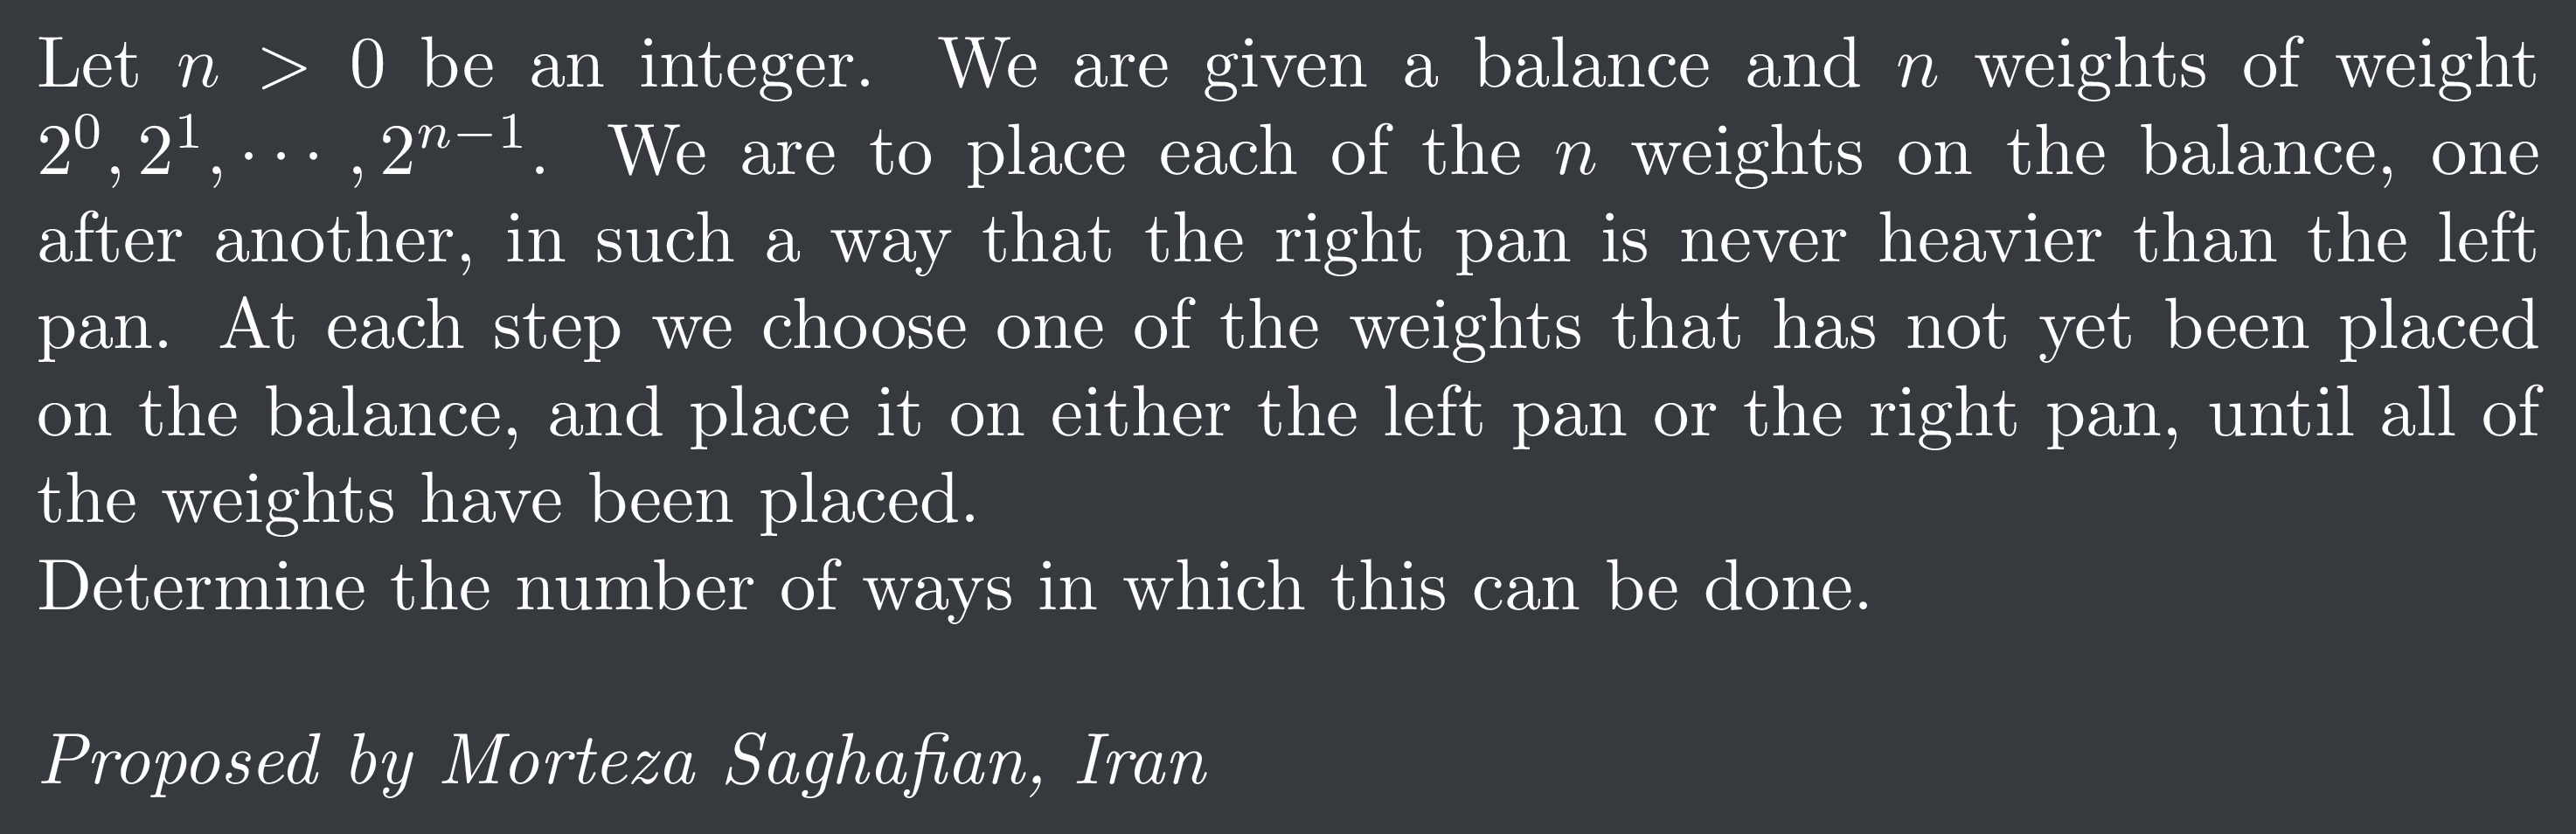 Let n > 0 be an integer. We are given a balance and n weights of weight
2^0, 2^1, · · · , 2^{n−1}. We are to place each of the n weights on the balance, one
after another, in such a way that the right pan is never heavier than the left
pan. At each step we choose one of the weights that has not yet been placed
on the balance, and place it on either the left pan or the right pan, until all of
the weights have been placed.
Determine the number of ways in which this can be done.
Proposed by Morteza Saghafian, Iran